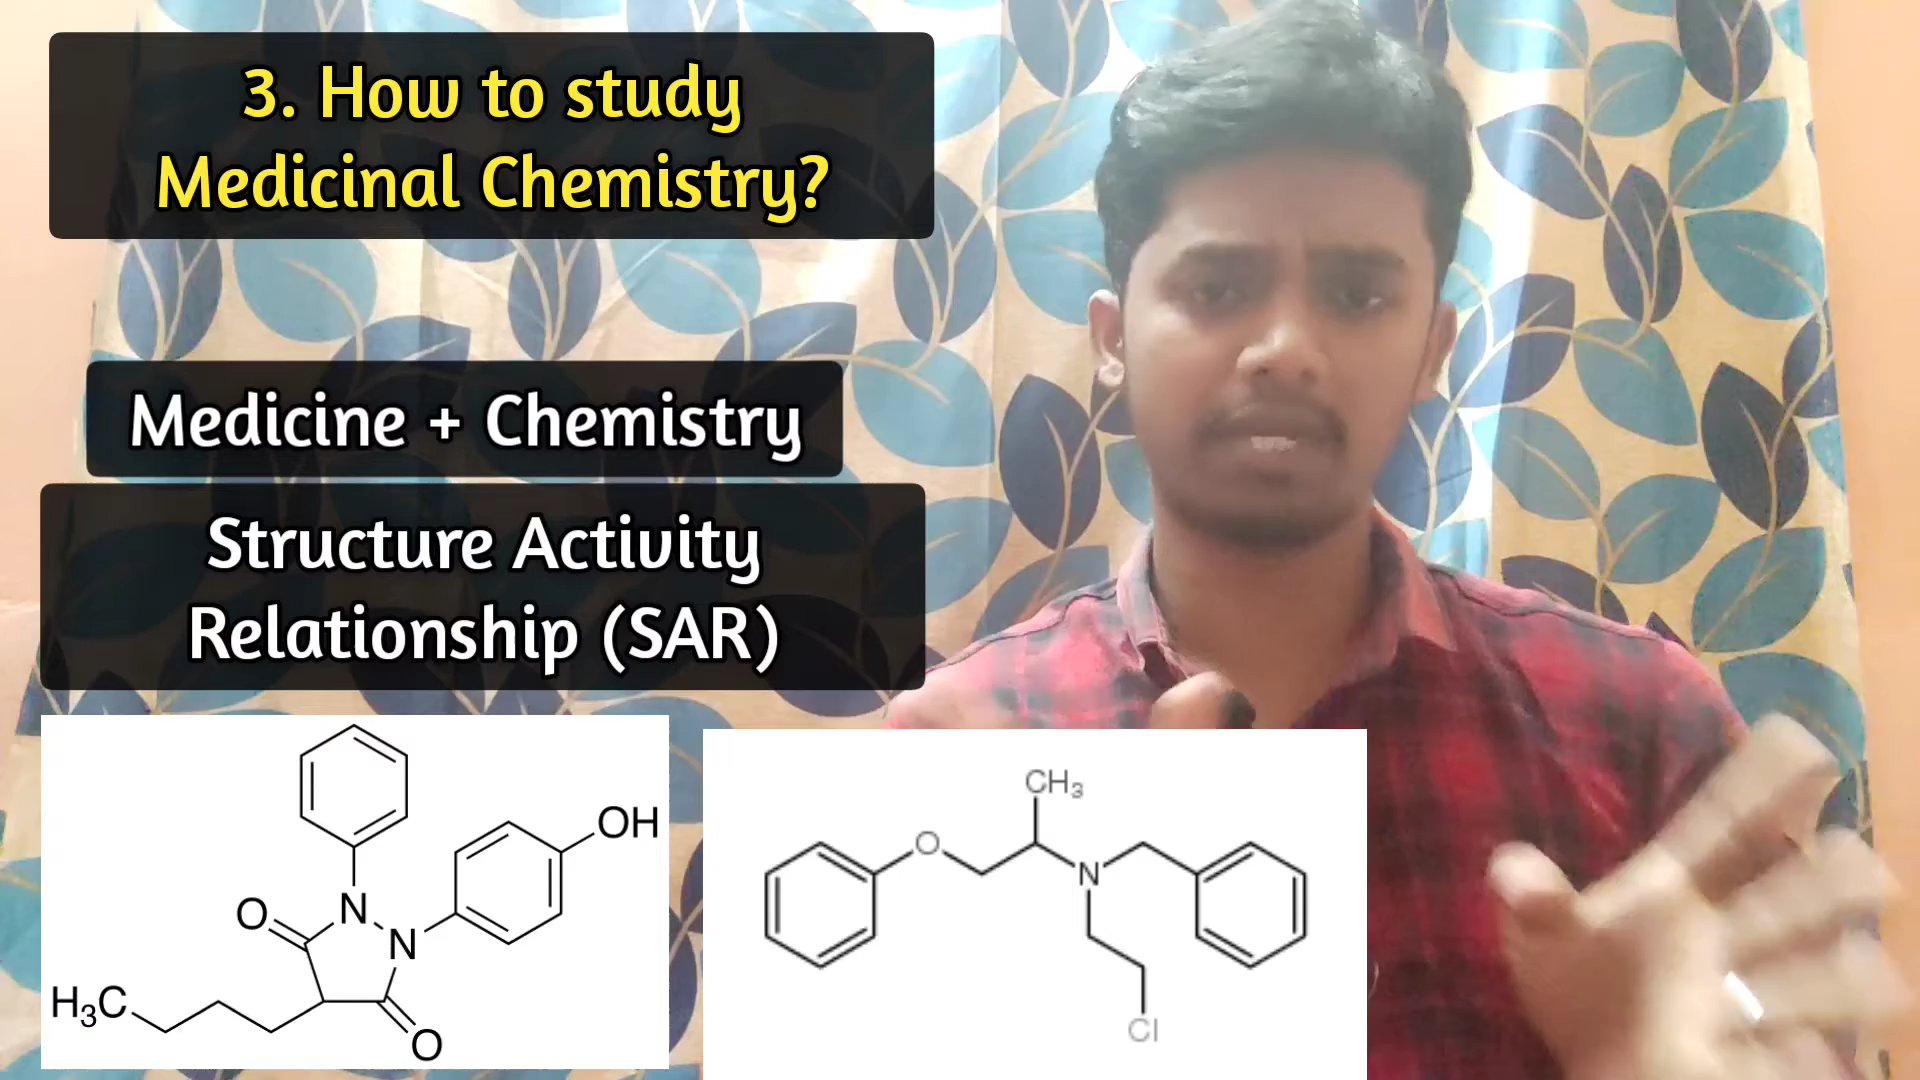 3. How to study
Medicinal Chemistry?
Medicine + Chemistry
Structure Activity
Relationship (SAR)
OH
N
O
N
H₃C
O
CH₃
O
N
Cl